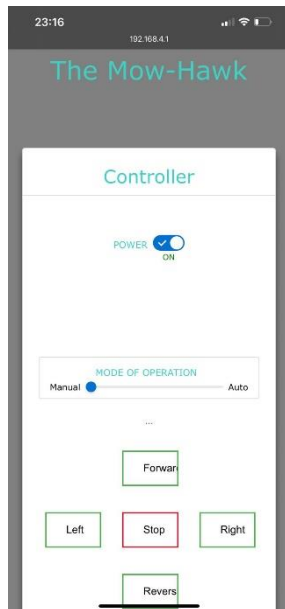 23:16
192.168.4.1
The Mow-Hawk
Controller
POWER
ON
MODE OF OPERATION
Manual Auto
...
Forwar
Left Stop Right
Revers